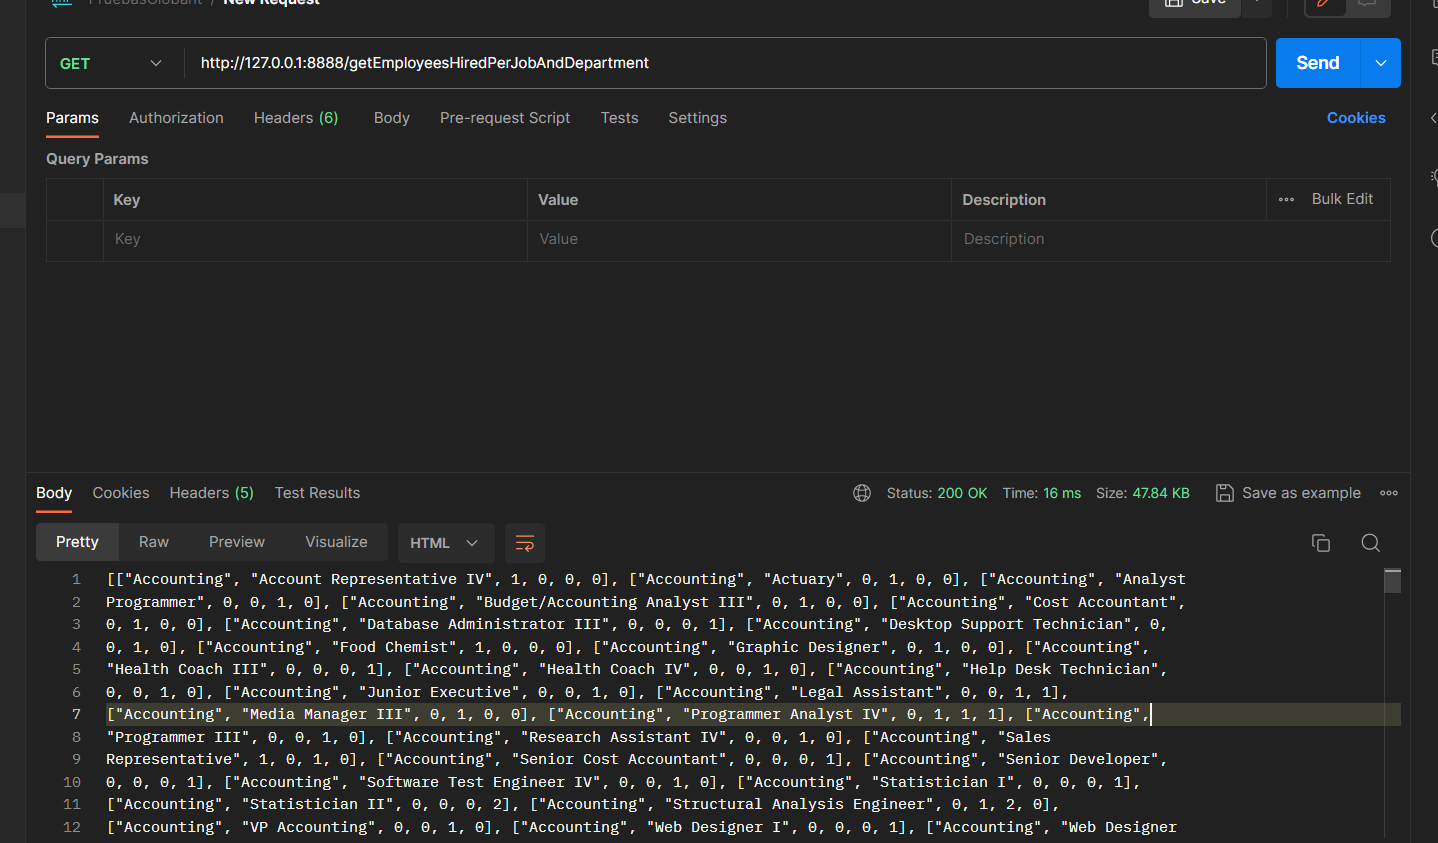 PruebasGlobant / New Request
Save
GET http://127.0.0.1:8888/getEmployeesHiredPerJobAndDepartment Send
Params Authorization Headers (6) Body Pre-request Script Tests Settings Cookies
Query Params
Key Value Description ••• Bulk Edit
Key Value Description
Body Cookies Headers (5) Test Results Status: 200 OK Time: 16 ms Size: 47.84 KB Save as example •••
Pretty Raw Preview Visualize HTML
1 [["Accounting", "Account Representative IV", 1, 0, 0, 0], ["Accounting", "Actuary", 0, 1, 0, 0], ["Accounting", "Analyst
2 Programmer", 0, 0, 1, 0], ["Accounting", "Budget/Accounting Analyst III", 0, 1, 0, 0], ["Accounting", "Cost Accountant",
3 0, 1, 0, 0], ["Accounting", "Database Administrator III", 0, 0, 0, 1], ["Accounting", "Desktop Support Technician", 0,
4 0, 1, 0], ["Accounting", "Food Chemist", 1, 0, 0, 0], ["Accounting", "Graphic Designer", 0, 1, 0, 0], ["Accounting",
5 "Health Coach III", 0, 0, 0, 1], ["Accounting", "Health Coach IV", 0, 0, 1, 0], ["Accounting", "Help Desk Technician",
6 0, 0, 1, 0], ["Accounting", "Junior Executive", 0, 0, 1, 0], ["Accounting", "Legal Assistant", 0, 0, 1, 1],
7 ["Accounting", "Media Manager III", 0, 1, 0, 0], ["Accounting", "Programmer Analyst IV", 0, 1, 1, 1], ["Accounting",
8 "Programmer III", 0, 0, 1, 0], ["Accounting", "Research Assistant IV", 0, 0, 1, 0], ["Accounting", "Sales
9 Representative", 1, 0, 1, 0], ["Accounting", "Senior Cost Accountant", 0, 0, 0, 1], ["Accounting", "Senior Developer",
10 0, 0, 0, 1], ["Accounting", "Software Test Engineer IV", 0, 0, 1, 0], ["Accounting", "Statistician I", 0, 0, 0, 1],
11 ["Accounting", "Statistician II", 0, 0, 0, 2], ["Accounting", "Structural Analysis Engineer", 0, 1, 2, 0],
12 ["Accounting", "VP Accounting", 0, 0, 1, 0], ["Accounting", "Web Designer I", 0, 0, 0, 1], ["Accounting", "Web Designer